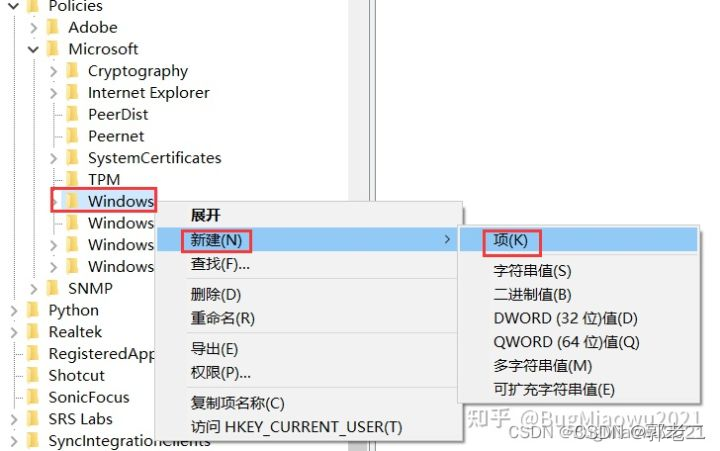 Policies
Adobe
Microsoft
Cryptography
Internet Explorer
PeerDist
Peernet
SystemCertificates
TPM
Windows
Windows
Windows
Windows
SNMP
Python
Realtek
RegisteredApp
Shotcut
SonicFocus
SRS Labs
SyncIntegrationClients
展开
新建(N)
查找(F)...
删除(D)
重命名(R)
导出(E)
权限(P)...
复制项名称(C)
访问 HKEY_CURRENT_USER(T)
项(K)
字符串值(S)
二进制值(B)
DWORD (32 位)值(D)
QWORD (64 位)值(Q)
多字符串值(M)
可扩充字符串值(E)
知乎 @BugMiaowu2021
CSDN @郭老二